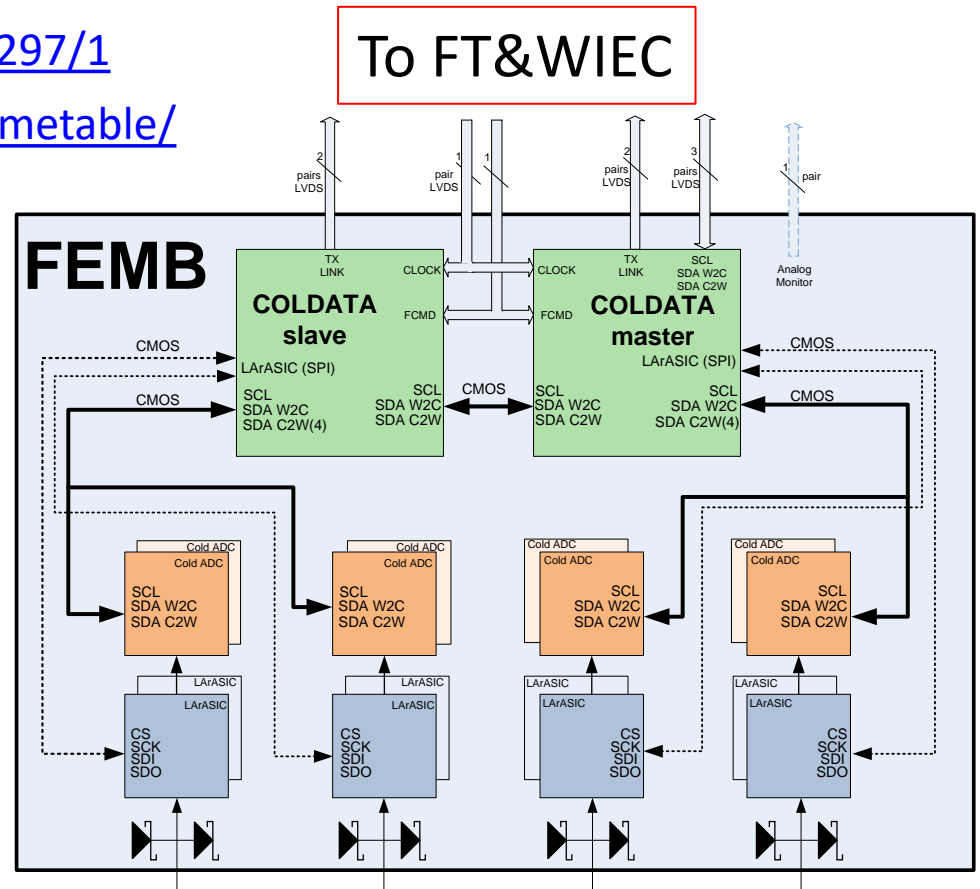 297/1
metable/
To FT&WIEC
2
pairs
LVDS
1
pair
LVDS
1
2
pairs
LVDS
3
pairs
LVDS
1
pair
FEMB
TX
LINK
CLOCK
COLDATA
slave
FCMD
LArASIC (SPI)
SCL
SDA W2C
SDA C2W(4)
SCL
SDA W2C
SDA C2W
CMOS
CMOS
CMOS
TX
LINK
SCL
SDA W2C
SDA C2W
CLOCK
COLDATA
master
FCMD
LArASIC (SPI)
SCL
SDA W2C
SDA C2W
SCL
SDA W2C
SDA C2W(4)
CMOS
CMOS
Analog
Monitor
Cold ADC
Cold ADC
SCL
SDA W2C
SDA C2W
Cold ADC
Cold ADC
SCL
SDA W2C
SDA C2W
Cold ADC
Cold ADC
SCL
SDA W2C
SDA C2W
Cold ADC
Cold ADC
SCL
SDA W2C
SDA C2W
LArASIC
LArASIC
CS
SCK
SDI
SDO
LArASIC
LArASIC
CS
SCK
SDI
SDO
LArASIC
LArASIC
CS
SCK
SDI
SDO
LArASIC
LArASIC
CS
SCK
SDI
SDO